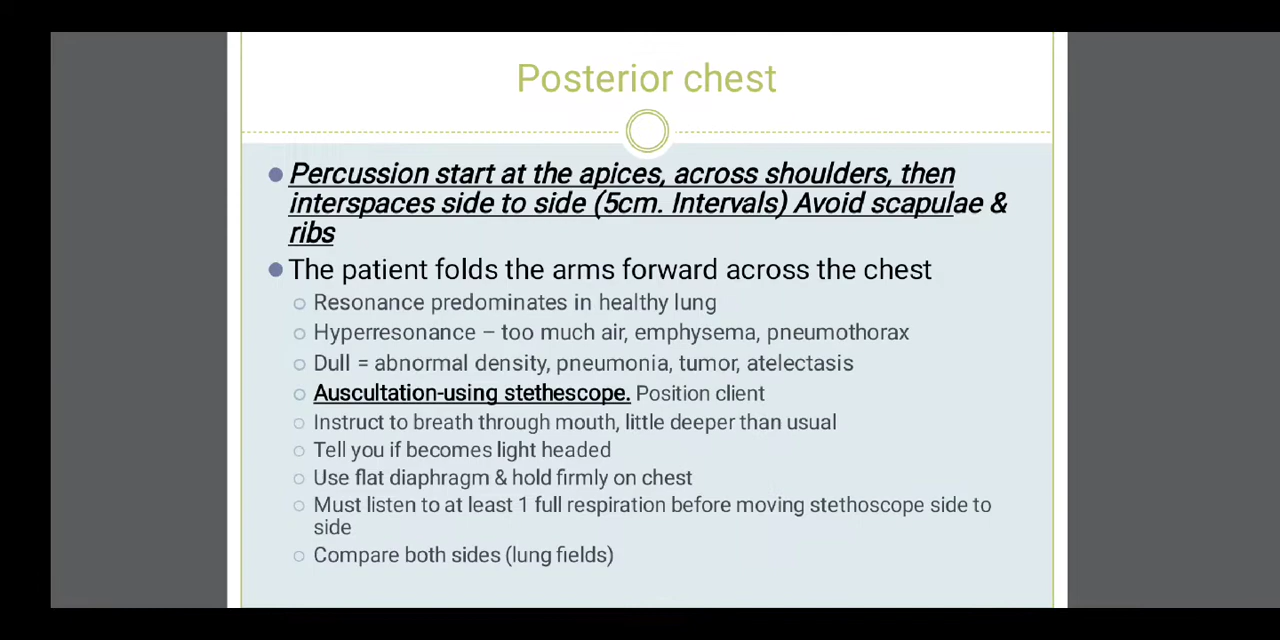 Posterior chest
Percussion start at the apices, across shoulders, then
interspaces side to side (5cm. Intervals) Avoid scapulae &
ribs
The patient folds the arms forward across the chest
Resonance predominates in healthy lung
Hyperresonance – too much air, emphysema, pneumothorax
Dull = abnormal density, pneumonia, tumor, atelectasis
Auscultation-using stethescope. Position client
Instruct to breath through mouth, little deeper than usual
Tell you if becomes light headed
Use flat diaphragm & hold firmly on chest
Must listen to at least 1 full respiration before moving stethoscope side to
side
Compare both sides (lung fields)